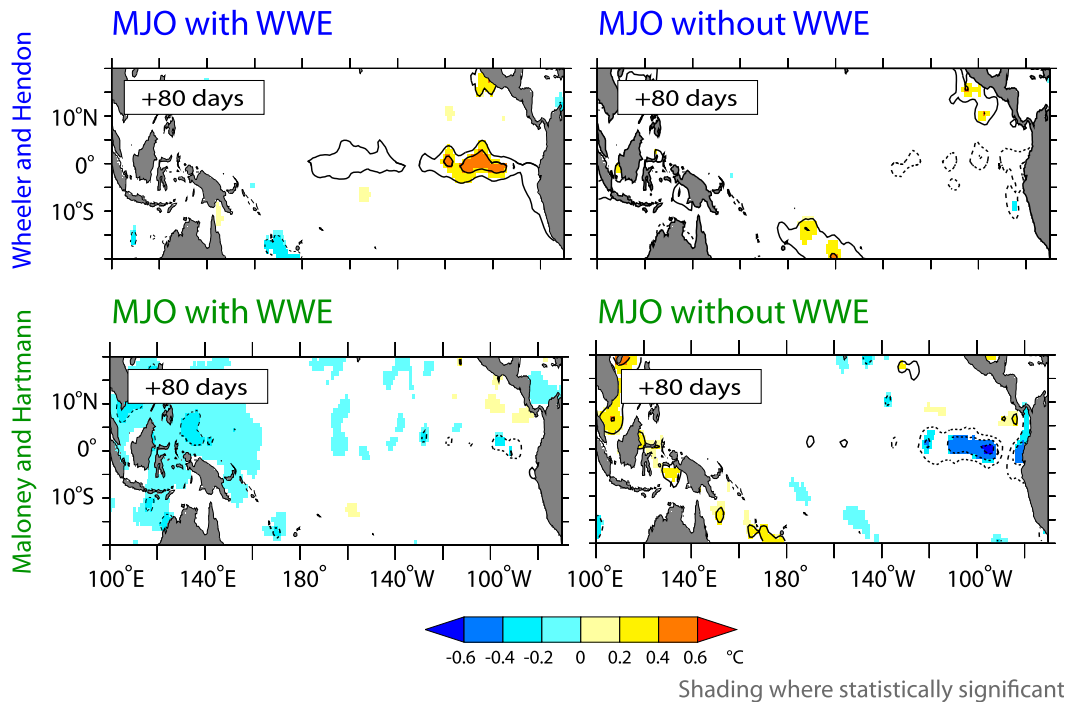 MJO with WWE
MJO without WWE
Wheeler and Hendon
+80 days
+80 days
10°N
0°
10°S
MJO with WWE
MJO without WWE
Maloney and Hartmann
+80 days
+80 days
10°N
0°
10°S
100°E 140°E 180° 140°W 100°W
100°E 140°E 180° 140°W 100°W
-0.6 -0.4 -0.2 0 0.2 0.4 0.6 °C
Shading where statistically significant